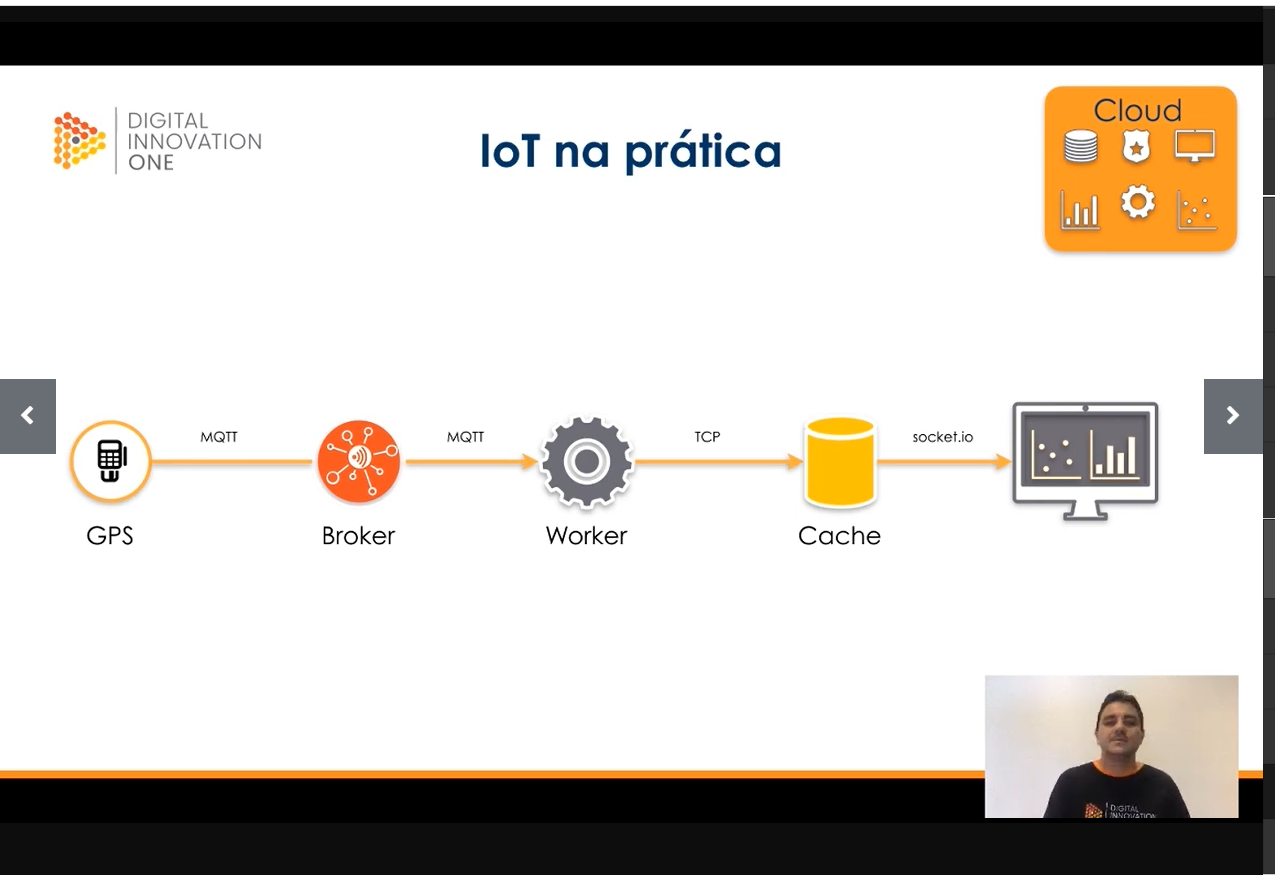 DIGITAL
INNOVATION
ONE
IoT na prática
Cloud
MQTT
MQTT
TCP
socket.io
GPS
Broker
Worker
Cache
DIGITAL
INNOVATION